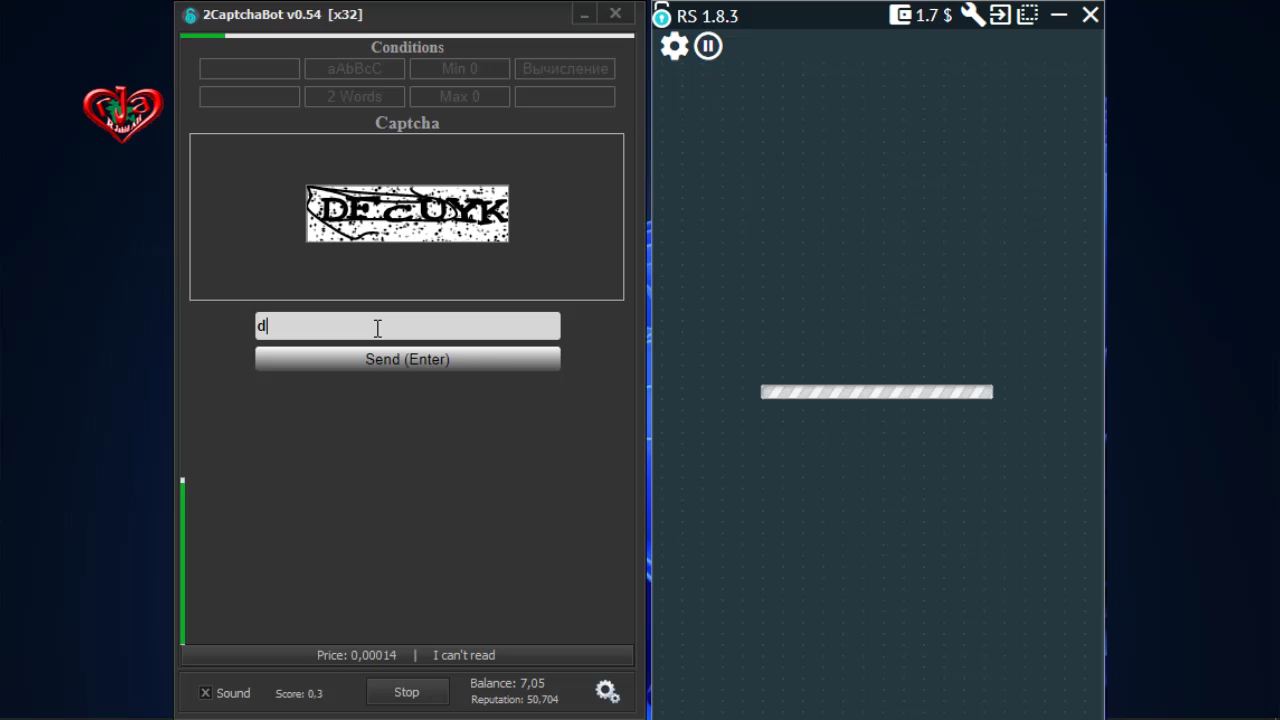 2CaptchaBot v0.54 [x32]
Conditions
aAbBcC Min 0 Вычисление
2 Words Max 0
Captcha
DEcUYK
d
Send (Enter)
Price: 0,00014 | I can't read
Sound Score: 0,3 Stop Balance: 7,05
Reputation: 50,704
RS 1.8.3 1.7 $